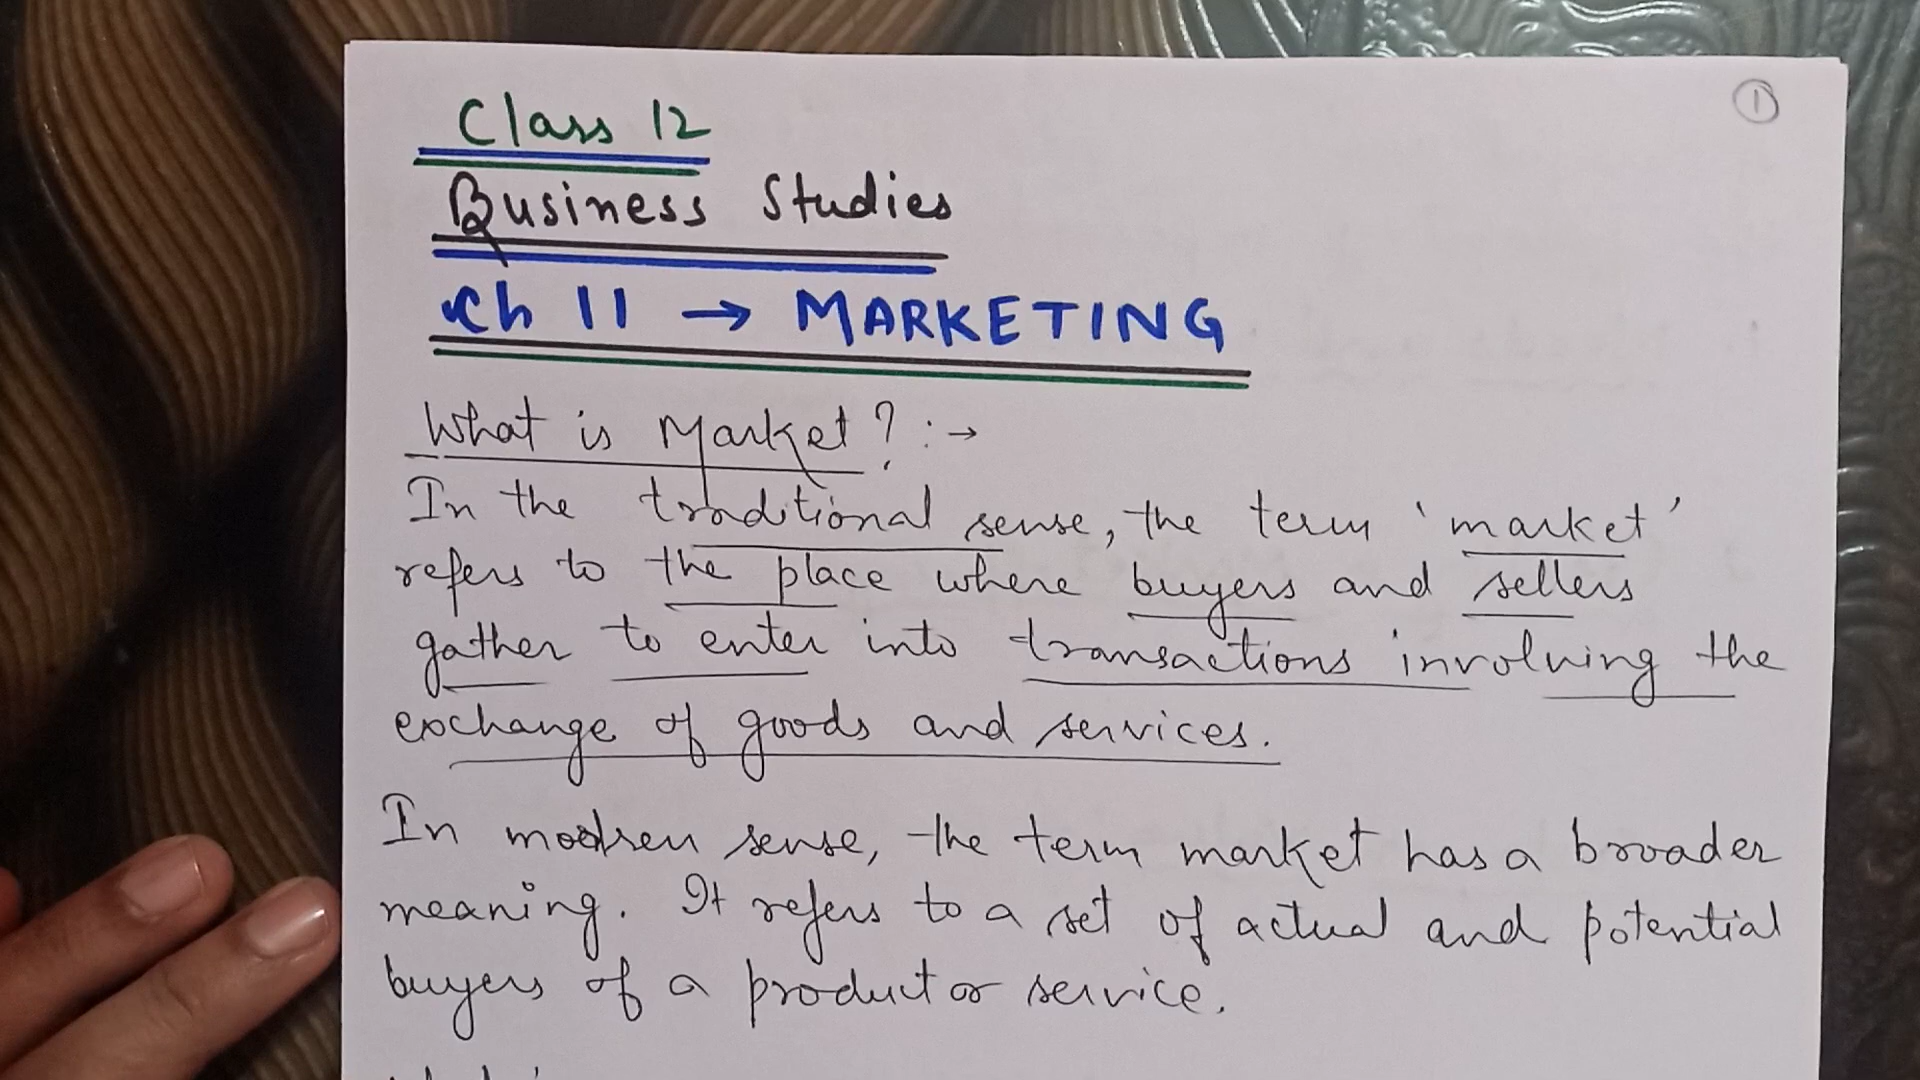 ①
Class 12
Business Studies
Ch 11 → MARKETING
What is Market? :→
In the traditional sense, the term 'market'
refers to the place where buyers and sellers
gather to enter into transactions involving the
exchange of goods and services.
In modren sense, the term market has a broader
meaning. It refers to a set of actual and potential
buyers of a product or service.